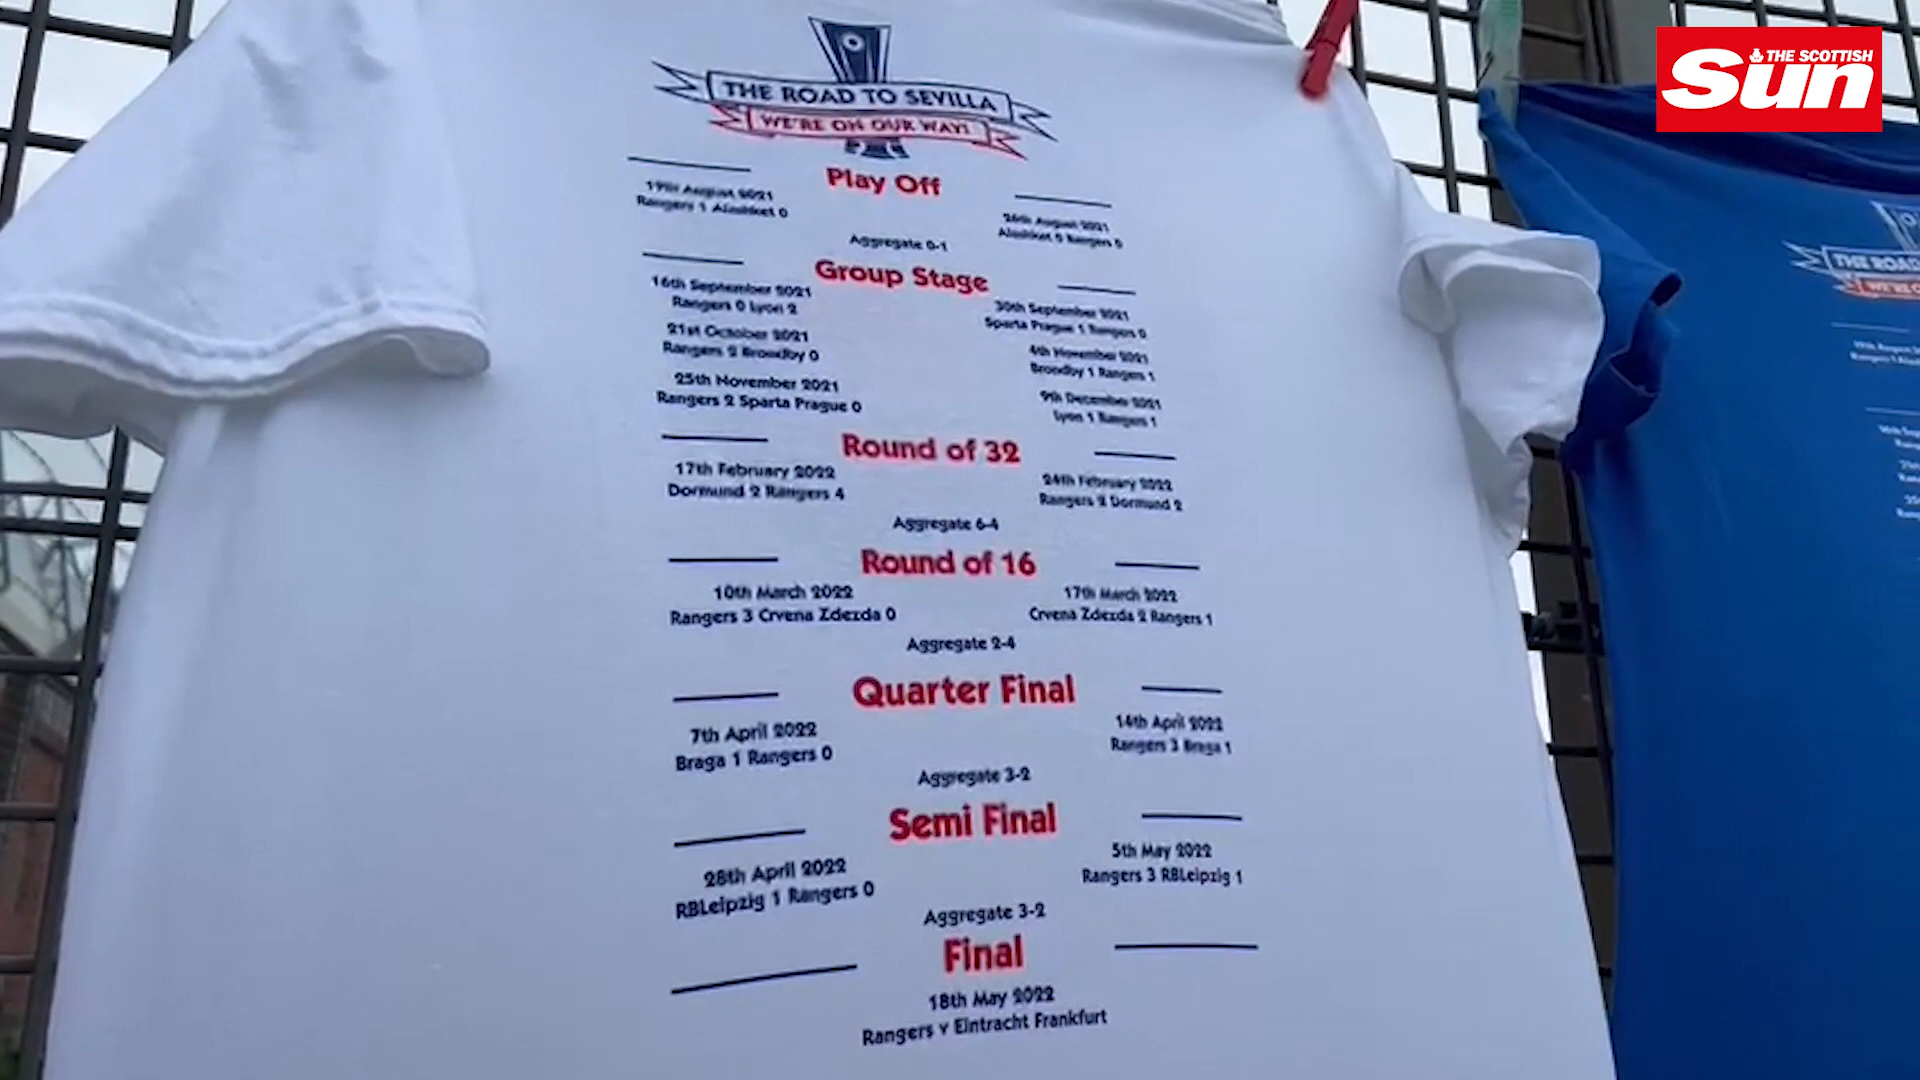 THE SCOTTISH
Sun
THE ROAD TO SEVILLA
WE'RE ON OUR WAY!
Play Off
19th August 2021
Rangers 1 Alashket 0
26th August 2021
Alashket 0 Rangers 0
Aggregate 0-1
Group Stage
16th September 2021
Rangers 0 Lyon 2
30th September 2021
Sparta Prague 1 Rangers 0
21st October 2021
Rangers 2 Brondby 0
4th November 2021
Brondby 1 Rangers 1
25th November 2021
Rangers 2 Sparta Prague 0
9th December 2021
Lyon 1 Rangers 1
Round of 32
17th February 2022
Dormund 2 Rangers 4
24th February 2022
Rangers 2 Dormund 2
Aggregate 6-4
Round of 16
10th March 2022
Rangers 3 Crvena Zdezda 0
17th March 2022
Crvena Zdezda 2 Rangers 1
Aggregate 2-4
Quarter Final
7th April 2022
Braga 1 Rangers 0
14th April 2022
Rangers 3 Braga 1
Aggregate 3-2
Semi Final
28th April 2022
RBLeipzig 1 Rangers 0
5th May 2022
Rangers 3 RBLeipzig 1
Aggregate 3-2
Final
18th May 2022
Rangers v Eintracht Frankfurt
THE ROAD
WE'RE O